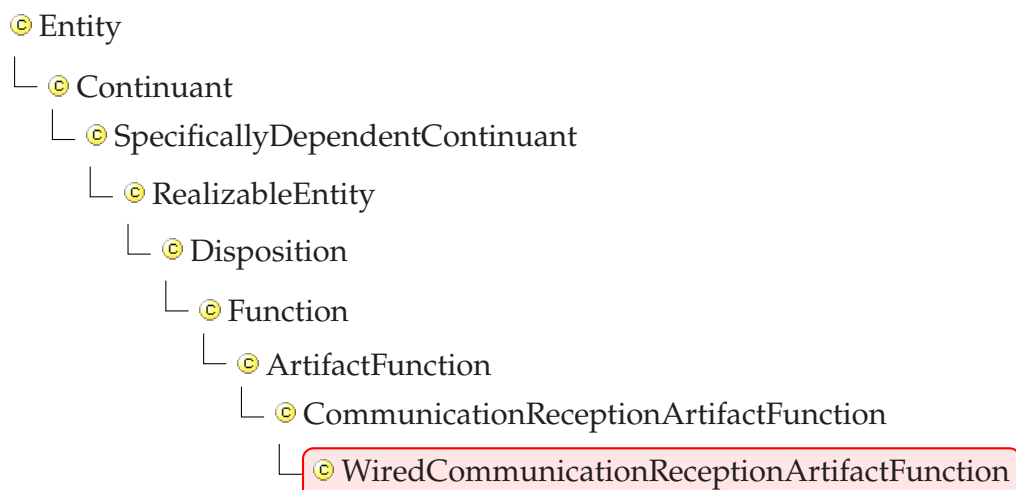 Entity
Continuant
SpecificallyDependentContinuant
RealizableEntity
Disposition
Function
ArtifactFunction
CommunicationReceptionArtifactFunction
WiredCommunicationReceptionArtifactFunction